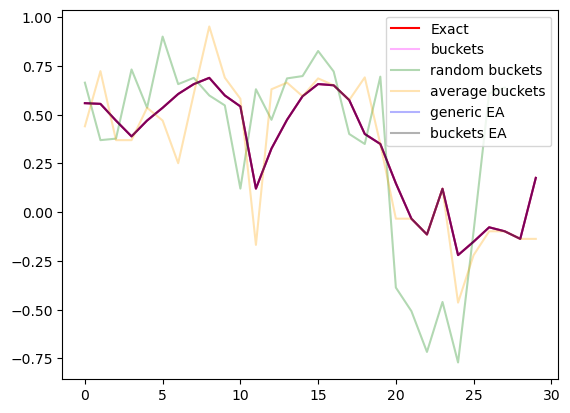 1.00
0.75
0.50
0.25
0.00
−0.25
−0.50
−0.75
0 5 10 15 20 25 30
Exact
buckets
random buckets
average buckets
generic EA
buckets EA